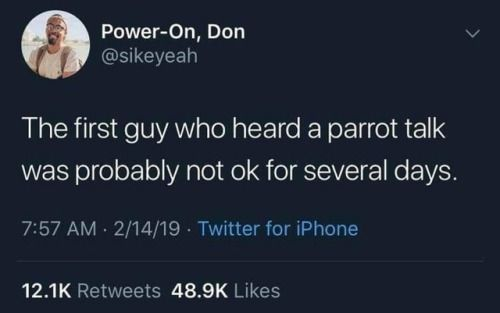 Power-On, Don
@sikeyeah
The first guy who heard a parrot talk
was probably not ok for several days.
7:57 AM · 2/14/19 · Twitter for iPhone
12.1K Retweets 48.9K Likes